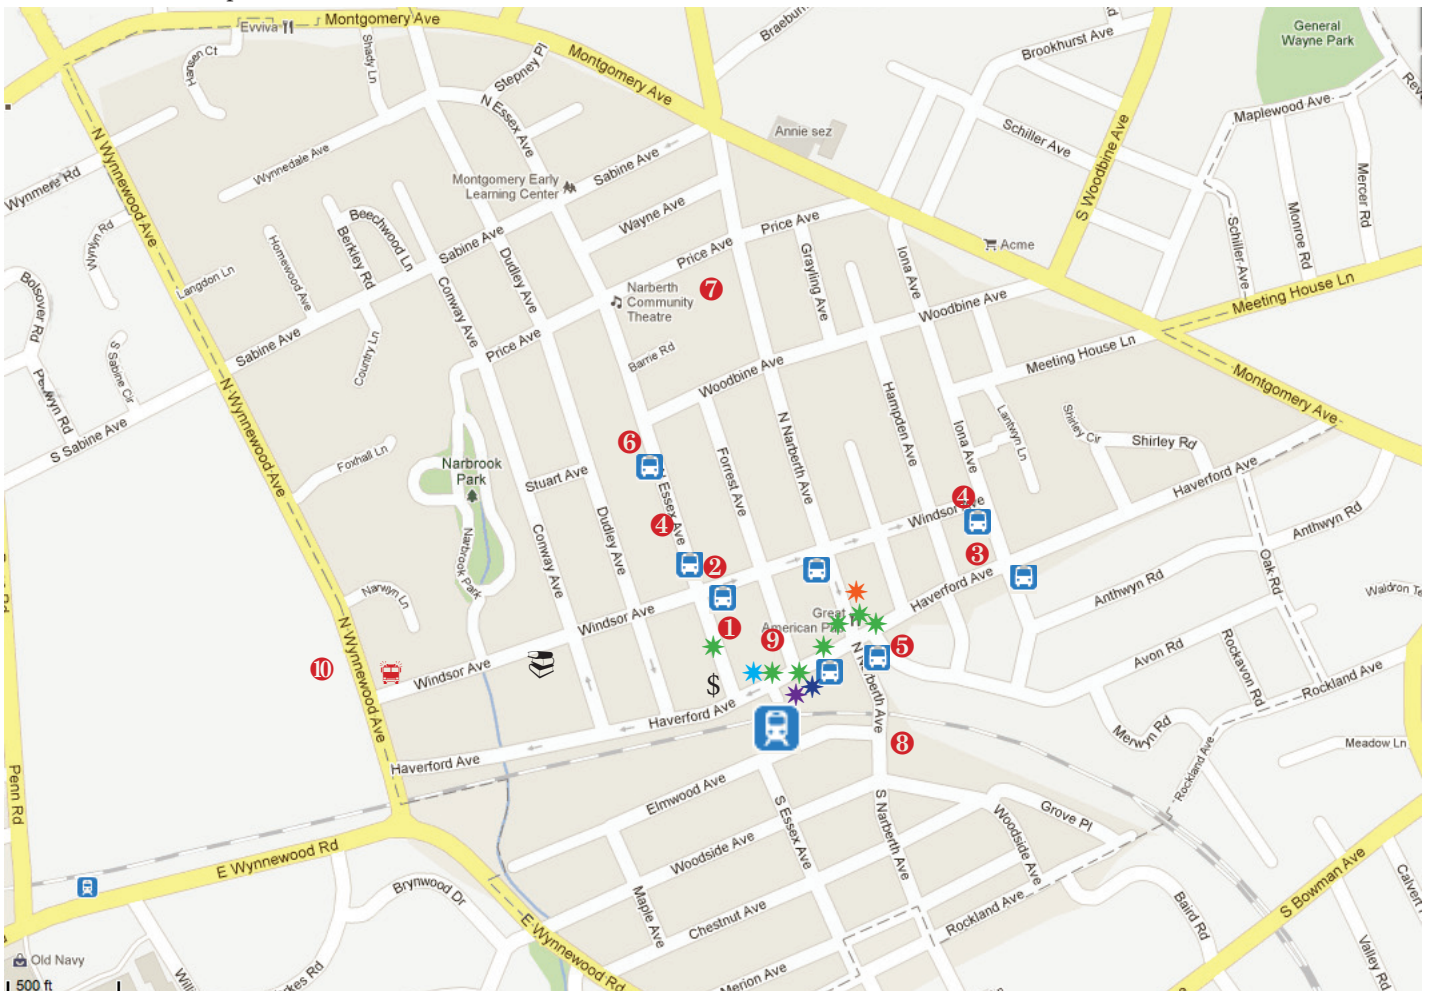 Montgomery Ave
Evviva
Hansen Ct
Shady Ln
Stepney Pl
Montgomery Ave
Braeburn
Brookhurst Ave
General
Wayne Park
Maplewood Ave
N Essex Ave
Annie sez
Schiller Ave
S Woodbine Ave
Mercer Rd
Monroe Rd
Schiller Ave
N Wynnewood Ave
Wynmere Rd
Wynnedale Ave
Sabine Ave
Montgomery Early
Learning Center
Wayne Ave
Price Ave
Price Ave
Acme
Wynlyn Rd
Beechwood Ln
Berkley Rd
Homewood Ave
Langdon Ln
Sabine Ave
Dudley Ave
Conway Ave
Grayling Ave
Iona Ave
Meeting House Ln
Bolsover Rd
Narberth
Community
Theatre
7
Woodbine Ave
Sabine Ave
Country Ln
Price Ave
Barrie Rd
Woodbine Ave
Meeting House Ln
Montgomery Ave
S Sabine Cir
S Sabine Ave
N Wynnewood Ave
Foxhall Ln
Narbrook
Park
Stuart Ave
6
N Essex Ave
Forrest Ave
N Narberth Ave
Hampden Ave
Iona Ave
Lantwyn Ln
Shirley Cir
Shirley Rd
Haverford Ave
4
4
Windsor Ave
Anthwyn Rd
Conway Ave
Dudley Ave
Narbrook Park
Narwyn Ln
2
3
Haverford Ave
Anthwyn Rd
Oak Rd
N Wynnewood Ave
Windsor Ave
1
9
Great
American Pub
5
Avon Rd
Rockavon Rd
Rockland Ave
10
Windsor Ave
$
Haverford Ave
N Narberth Ave
8
Merwyn Rd
Meadow Ln
Rockland Ave
Haverford Ave
Penn Rd
Elmwood Ave
S Essex Ave
S Narberth Ave
Woodside Ave
Grove Pl
E Wynnewood Rd
Woodside Ave
Brynwood Dr
Maple Ave
Chestnut Ave
Rockland Ave
Baird Rd
S Bowman Ave
Calvert
Valley Rd
E Wynnewood Rd
Merion Ave
Old Navy
500 ft